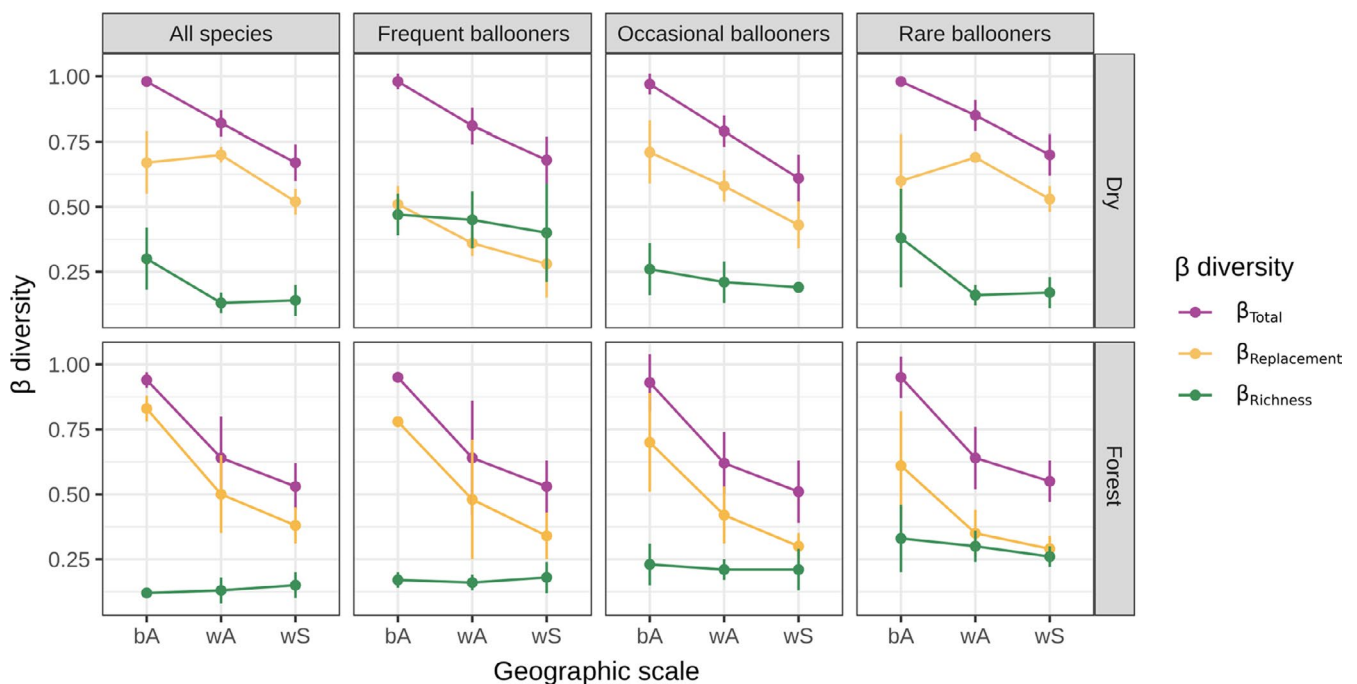 All species
Frequent ballooners
Occasional ballooners
Rare ballooners
1.00
0.75
0.50
0.25
Dry
1.00
0.75
0.50
0.25
Forest
β diversity
bA wA wS
bA wA wS
bA wA wS
bA wA wS
Geographic scale
β diversity
βTotal
βReplacement
βRichness